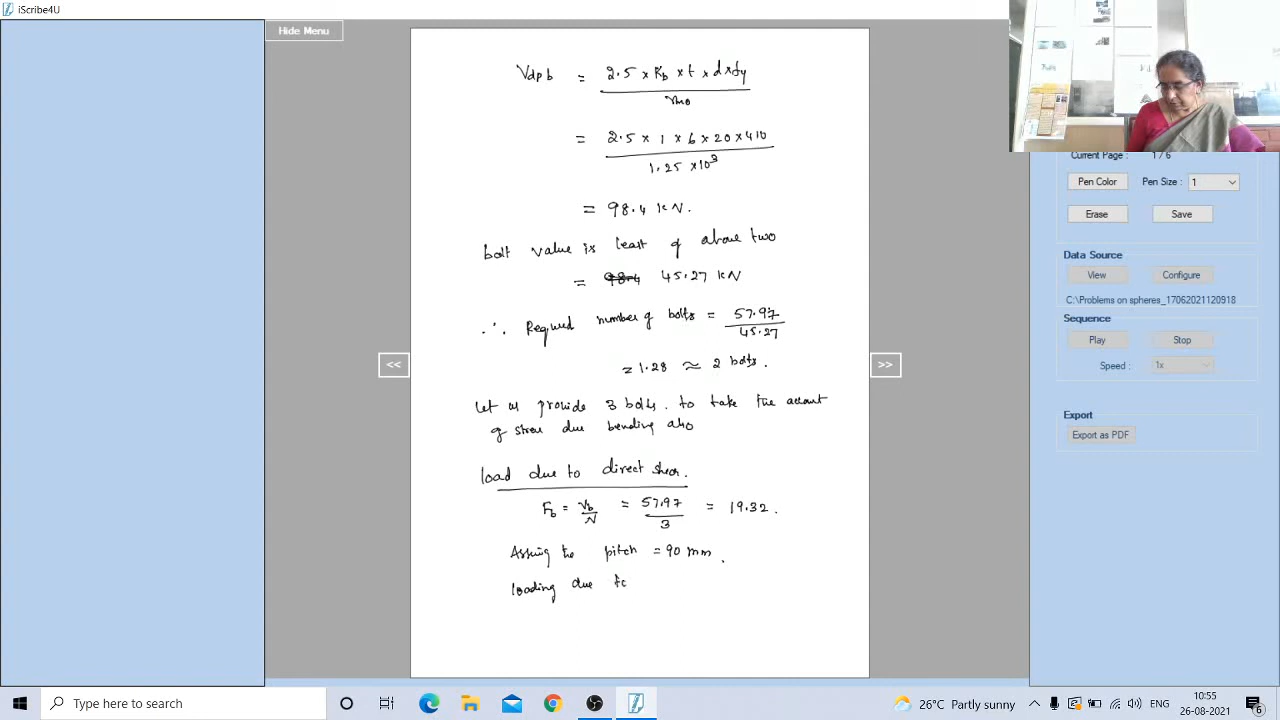 iScribe4U
Hide Menu
Vdpb = 2.5 × Kb × t × d × fy
γmo
= 2.5 × 1 × 6 × 20 × 410
1.25 × 10³
= 98.4 kN.
bolt value is least of above two
= 98.4 45.27 kN
∴ Required number of bolts = 57.97
45.27
= 1.28 ≈ 2 bolts.
Let us provide 3 bolts. to take the account
of stress due bending also
load due to direct shear.
Fb = Vb/N = 57.97/3 = 19.32.
Assuming the pitch = 90 mm.
loading due to
<<
>>
Current Page : 1 / 6
Pen Color Pen Size : 1
Erase Save
Data Source
View Configure
C:\Problems on spheres_17062021120918
Sequence
Play Stop
Speed : 1x
Export
Export as PDF
Type here to search
26°C Partly sunny
ENG
10:55
26-08-2021
6